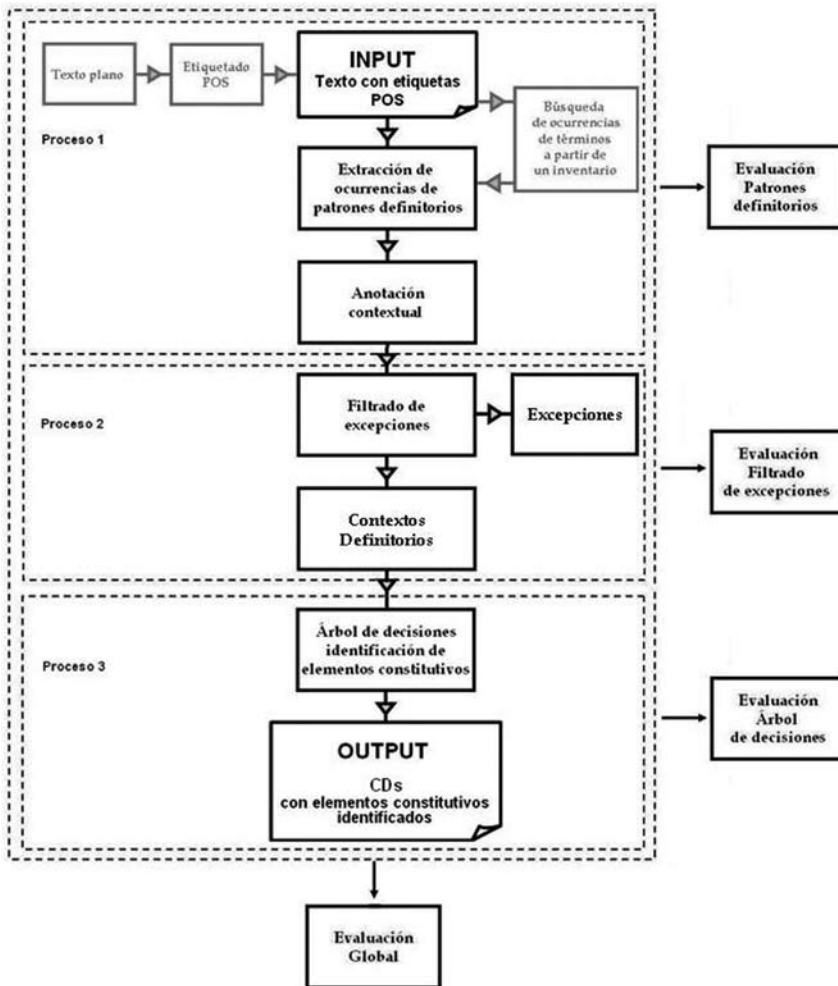 Texto plano
Etiquetado
POS
INPUT
Texto con etiquetas
POS
Búsqueda
de ocurrencias
de términos
a partir de
un inventario
Proceso 1
Extracción de
ocurrencias de
patrones definitorios
Evaluación
Patrones
definitorios
Anotación
contextual
Proceso 2
Filtrado de
excepciones
Excepciones
Evaluación
Filtrado
de excepciones
Contextos
Definitorios
Proceso 3
Árbol de decisiones
identificación de
elementos constitutivos
Evaluación
Árbol
de decisiones
OUTPUT
CDs
con elementos constitutivos
identificados
Evaluación
Global